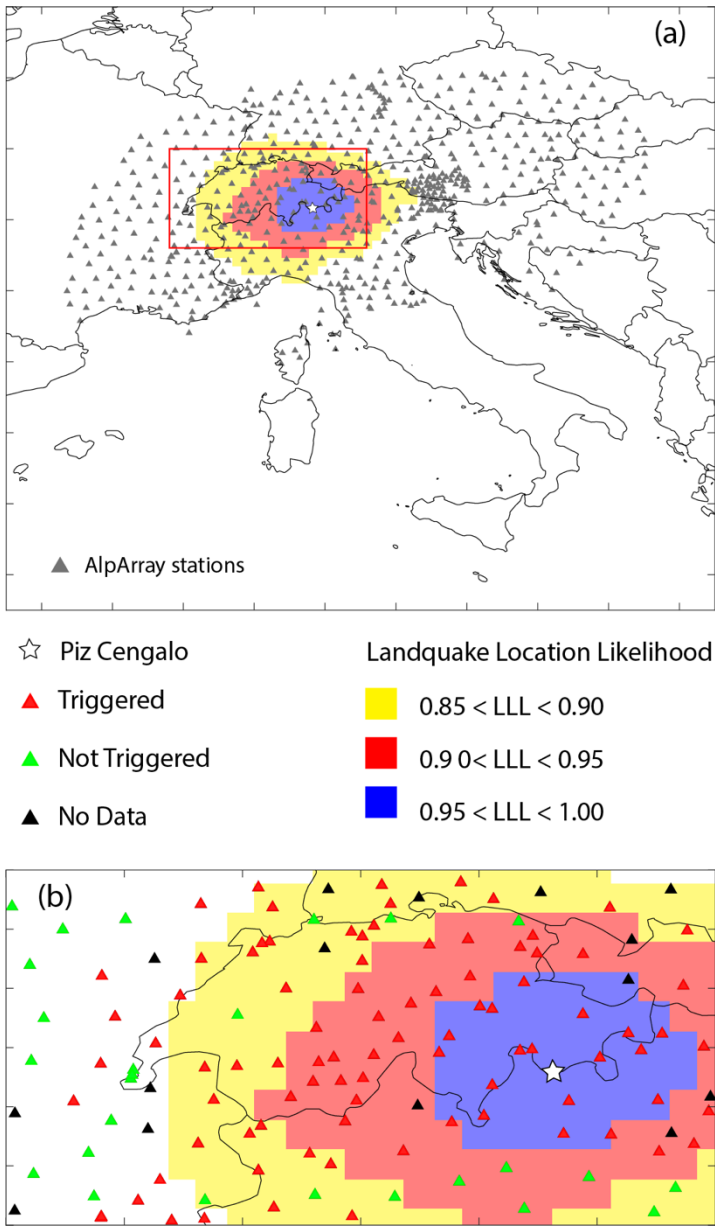 (a)
AlpArray stations
Piz Cengalo
Landquake Location Likelihood
Triggered
0.85 < LLL < 0.90
Not Triggered
0.9 0< LLL < 0.95
No Data
0.95 < LLL < 1.00
(b)